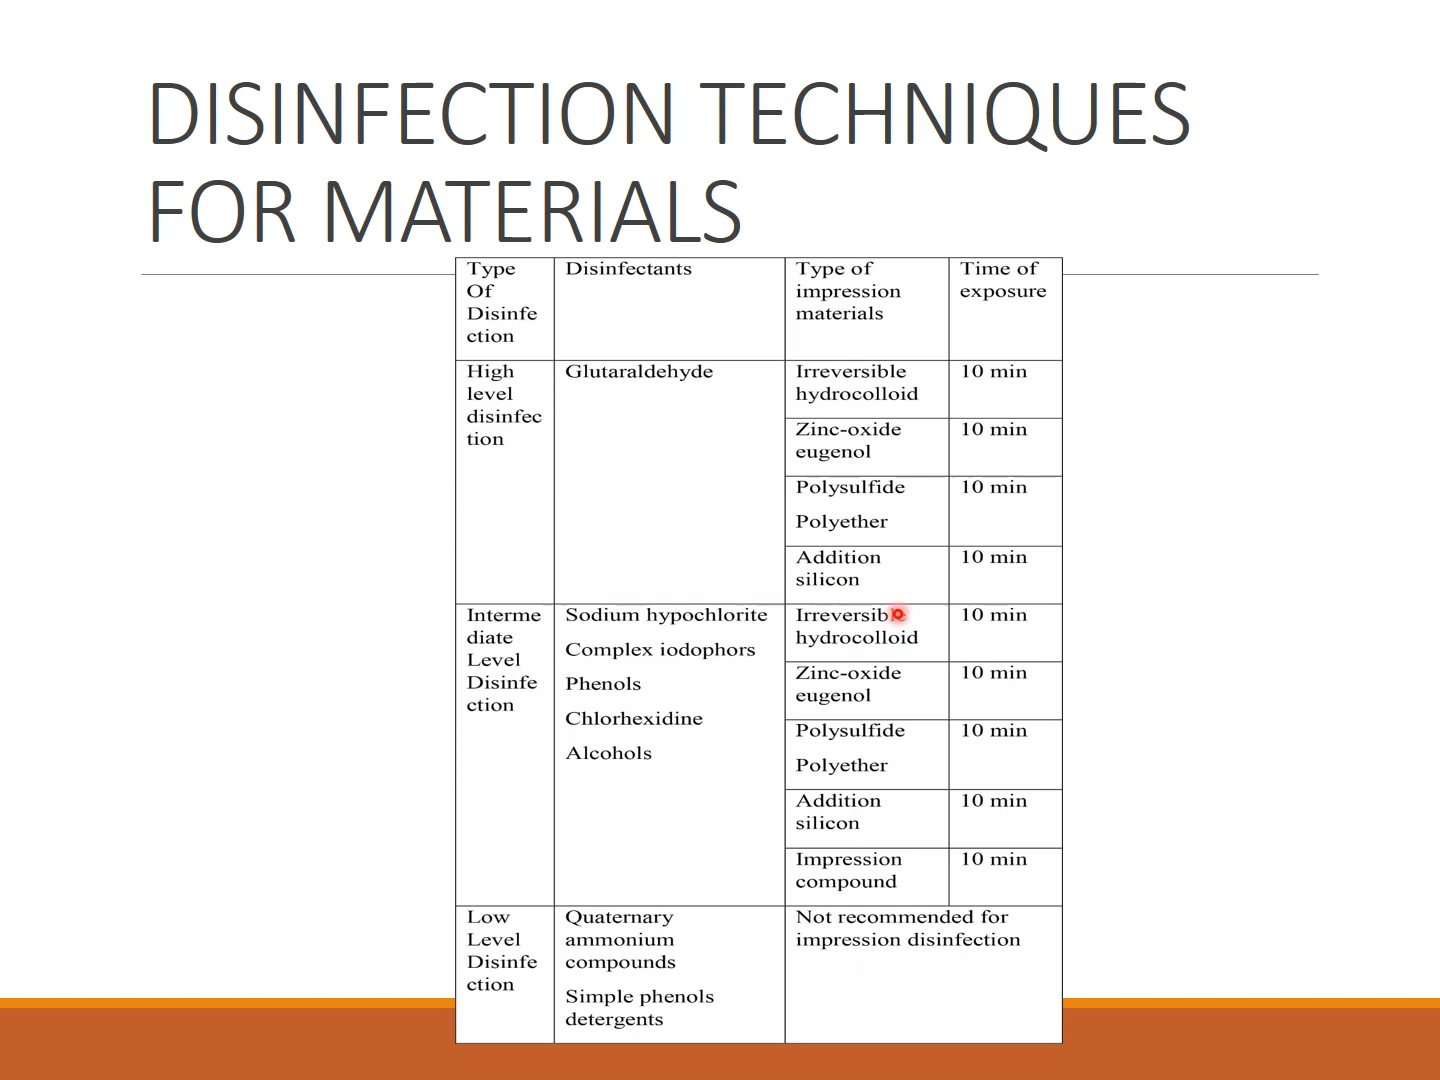 DISINFECTION TECHNIQUES
FOR MATERIALS
Type
Of
Disinfe
ction
Disinfectants
Type of
impression
materials
Time of
exposure
High
level
disinfec
tion
Glutaraldehyde
Irreversible
hydrocolloid
10 min
Zinc-oxide
eugenol
10 min
Polysulfide
Polyether
10 min
Addition
silicon
10 min
Interme
diate
Level
Disinfe
ction
Sodium hypochlorite
Complex iodophors
Phenols
Chlorhexidine
Alcohols
Irreversible
hydrocolloid
10 min
Zinc-oxide
eugenol
10 min
Polysulfide
Polyether
10 min
Addition
silicon
10 min
Impression
compound
10 min
Low
Level
Disinfe
ction
Quaternary
ammonium
compounds
Simple phenols
detergents
Not recommended for
impression disinfection